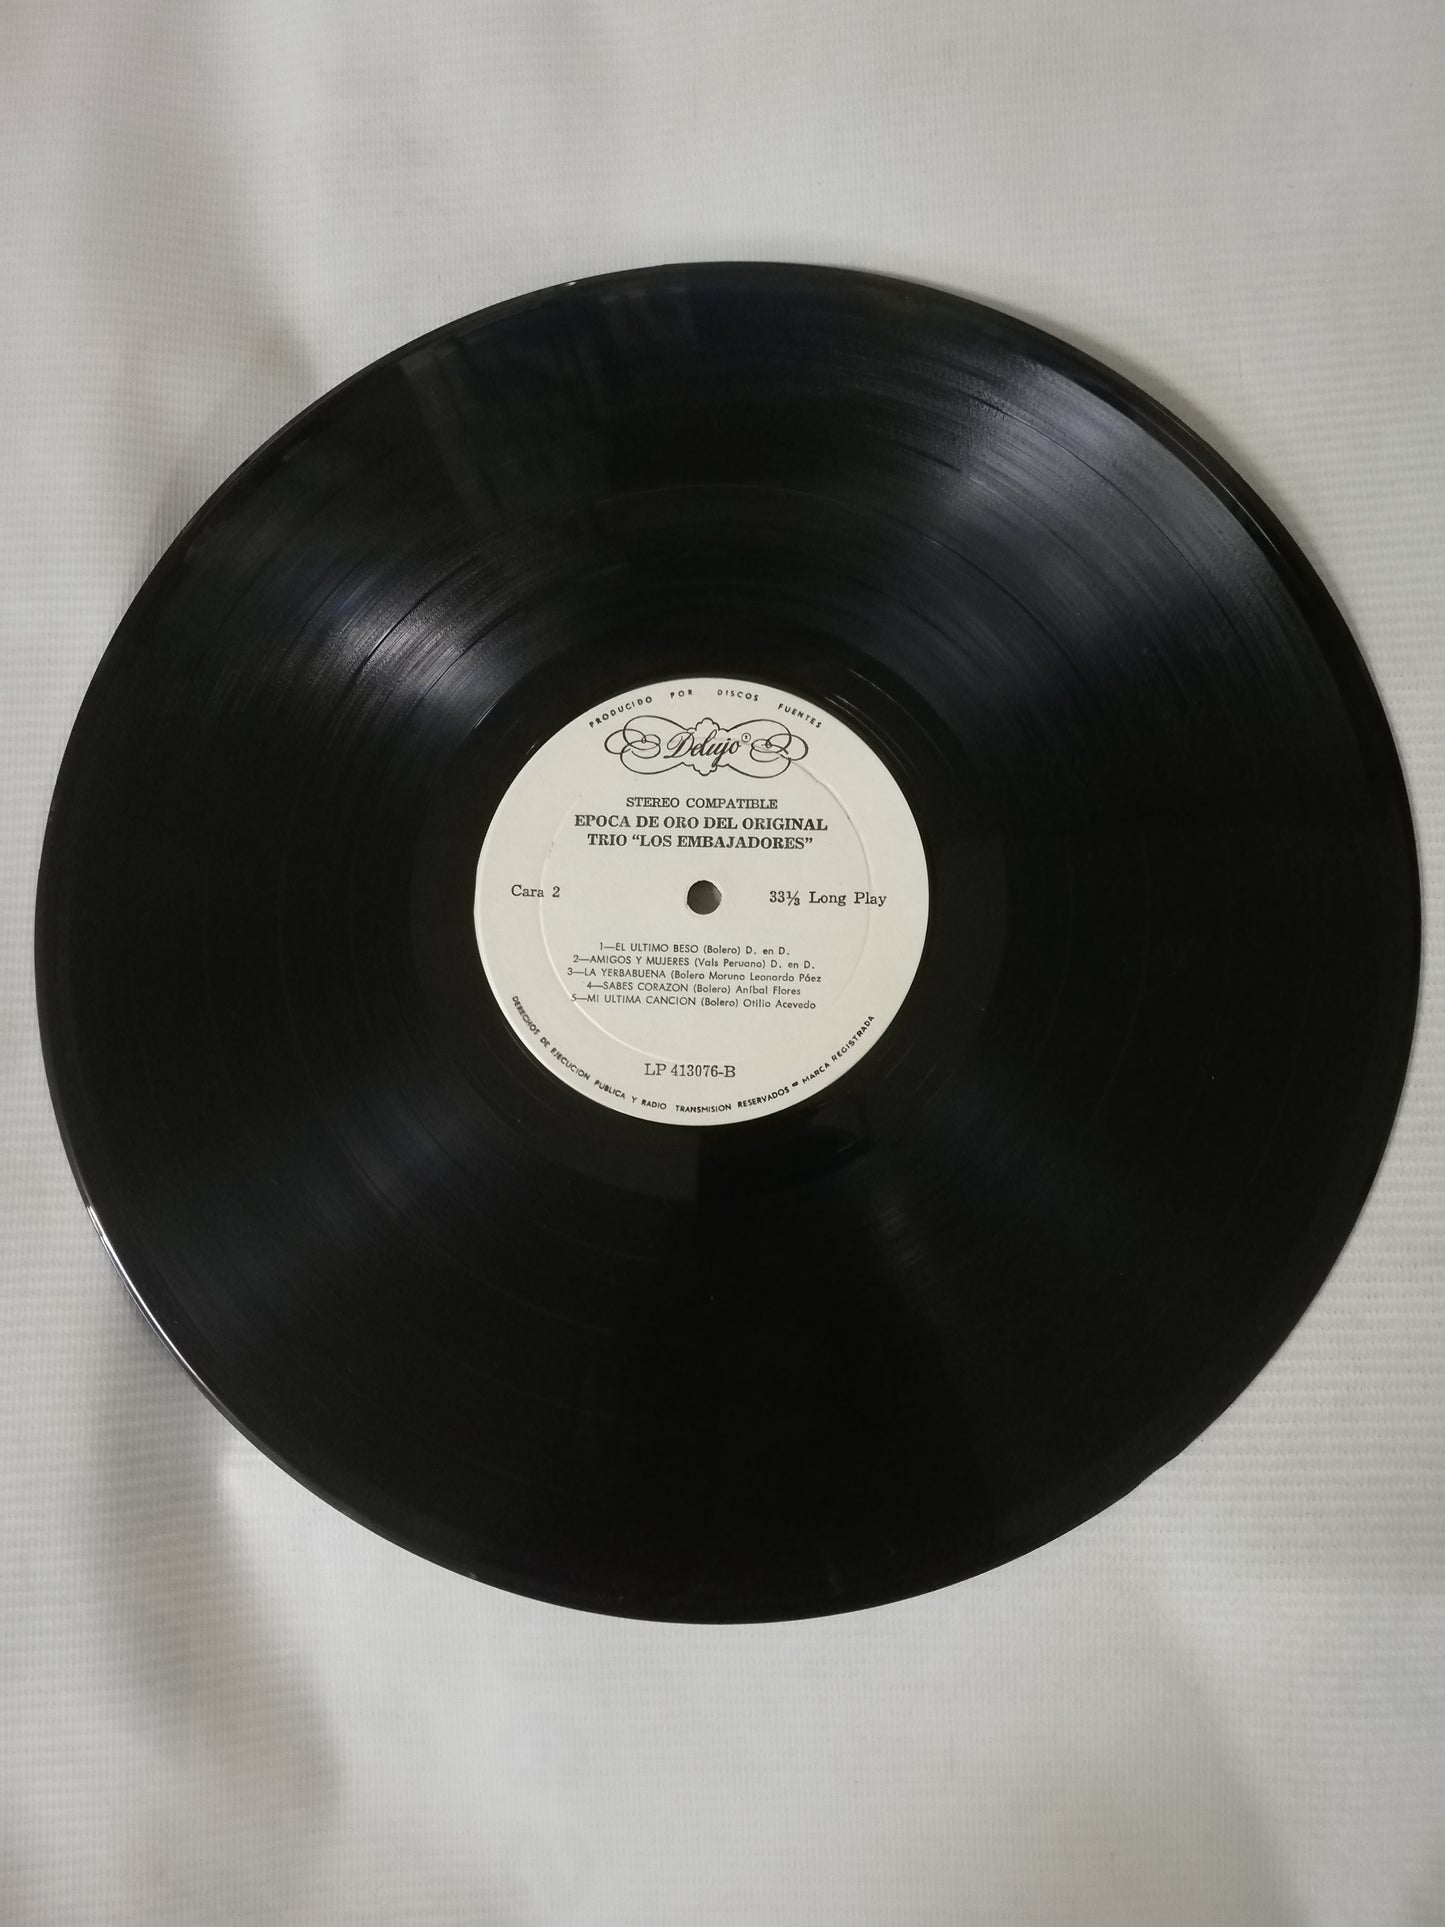 PRODUCIDO POR DISCOS FUENTES
Delujo
STEREO COMPATIBLE
EPOCA DE ORO DEL ORIGINAL
TRIO “LOS EMBAJADORES”
Cara 2
33⅓ Long Play
1—EL ULTIMO BESO (Bolero) D. en D.
2—AMIGOS Y MUJERES (Vals Peruano) D. en D.
3—LA YERBABUENA (Bolero Moruno Leonardo Páez
4—SABES CORAZON (Bolero) Aníbal Flores
5—MI ULTIMA CANCION (Bolero) Otilio Acevedo
LP 413076-B
DERECHOS DE EJECUCION PUBLICA Y RADIO TRANSMISION RESERVADOS = MARCA REGISTRADA